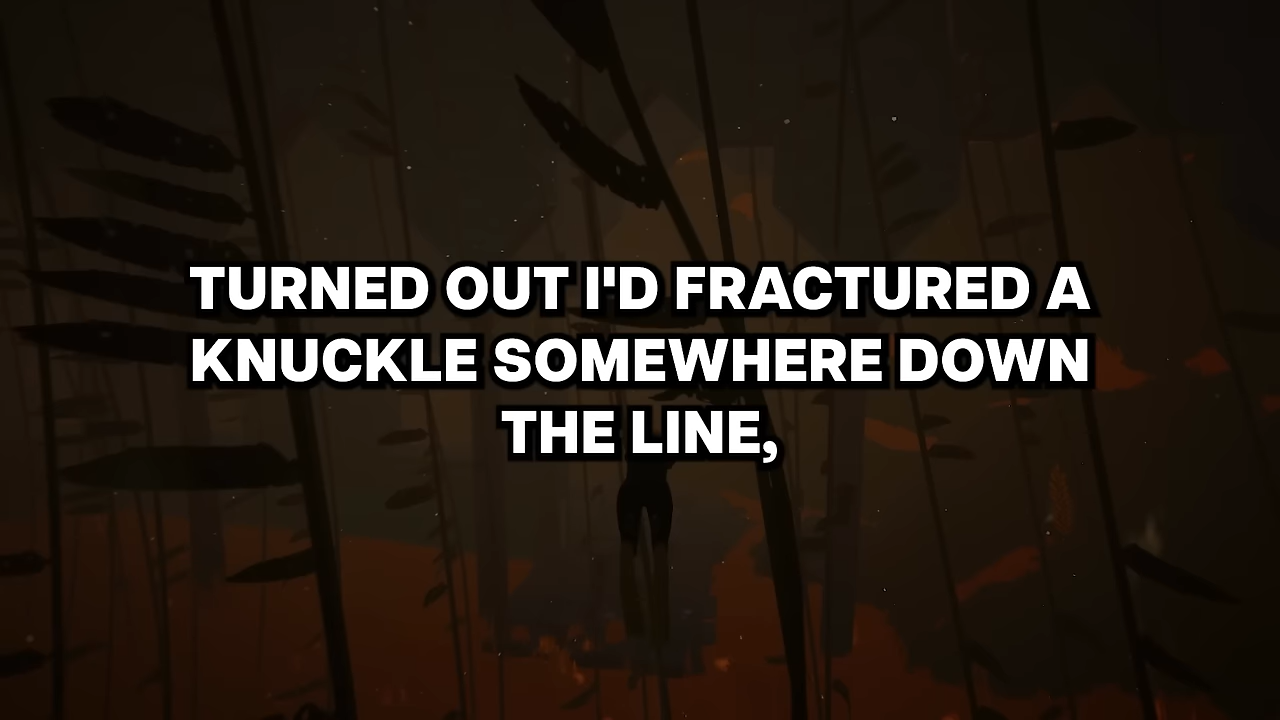 TURNED OUT I'D FRACTURED A
KNUCKLE SOMEWHERE DOWN
THE LINE,